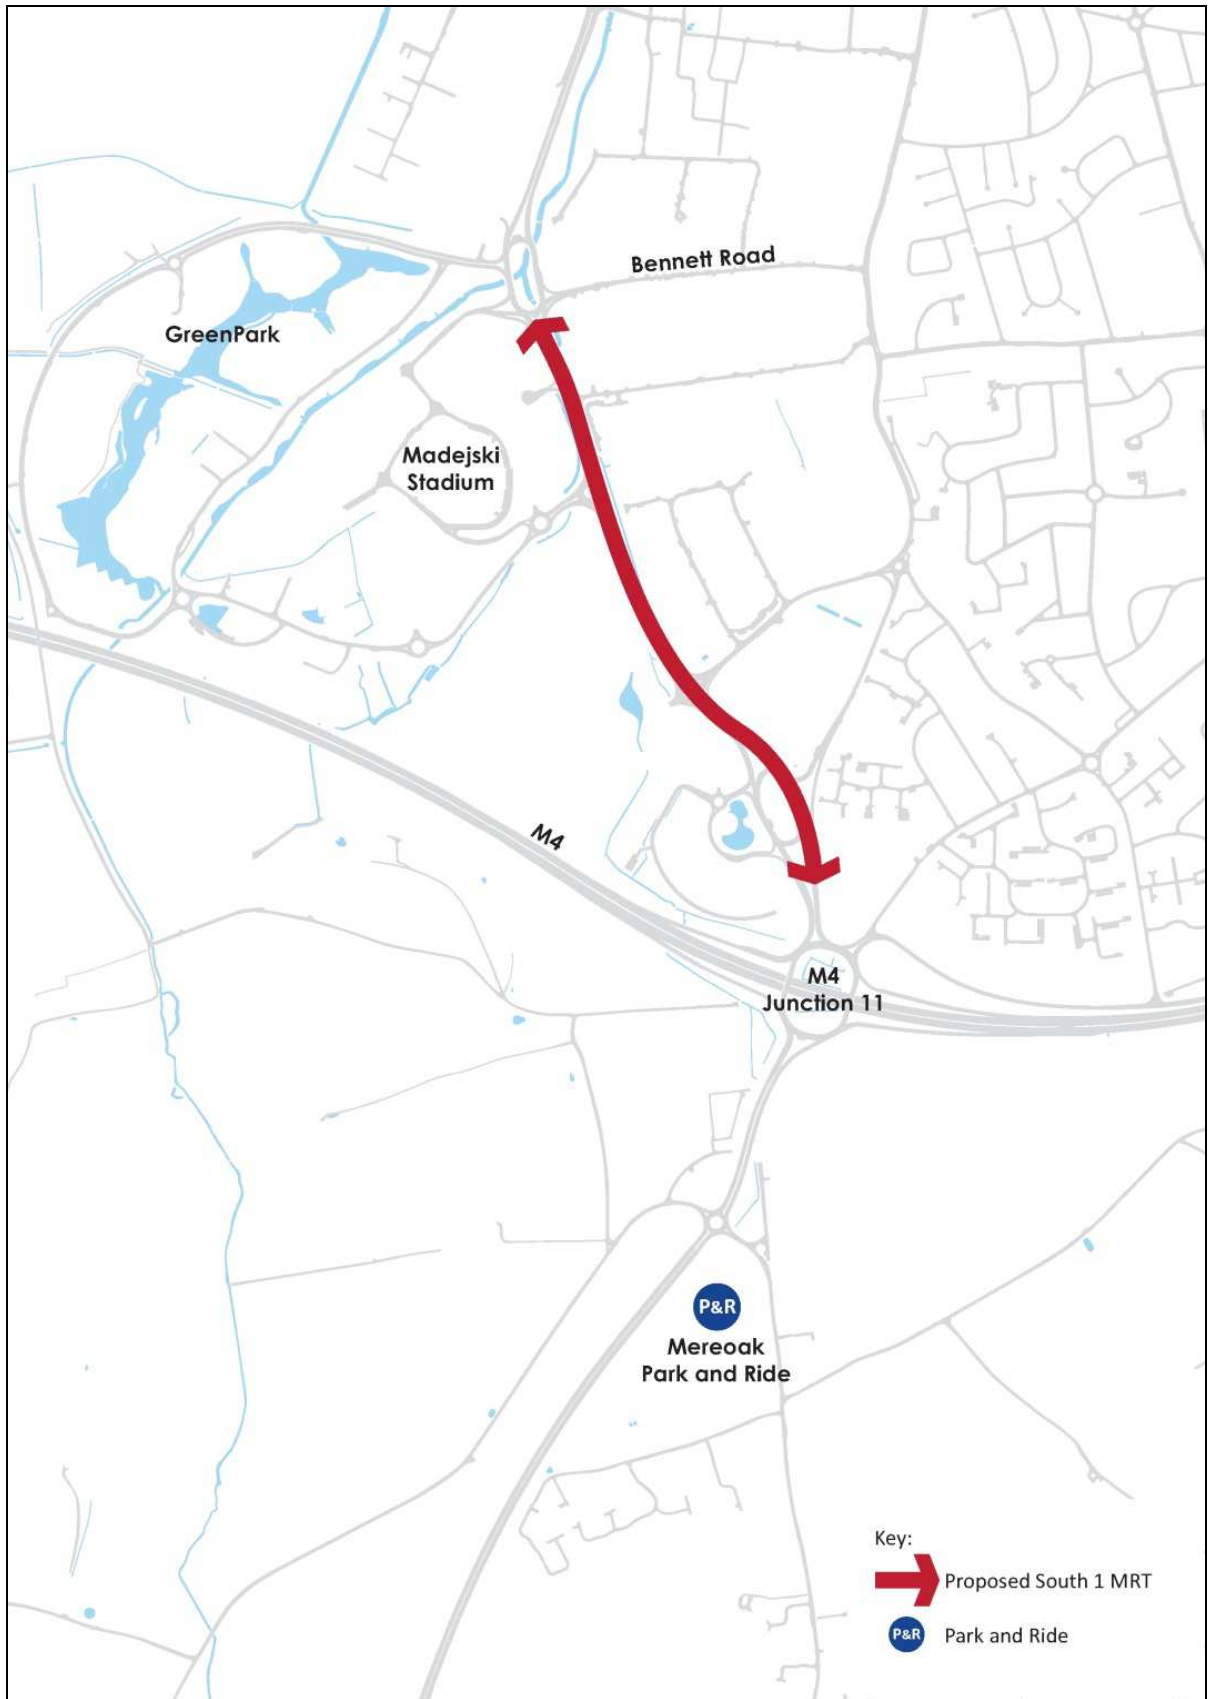 Bennett Road
GreenPark
Madejski
Stadium
M4
M4
Junction 11
P&R
Mereoak
Park and Ride
Key:
Proposed South 1 MRT
P&R
Park and Ride